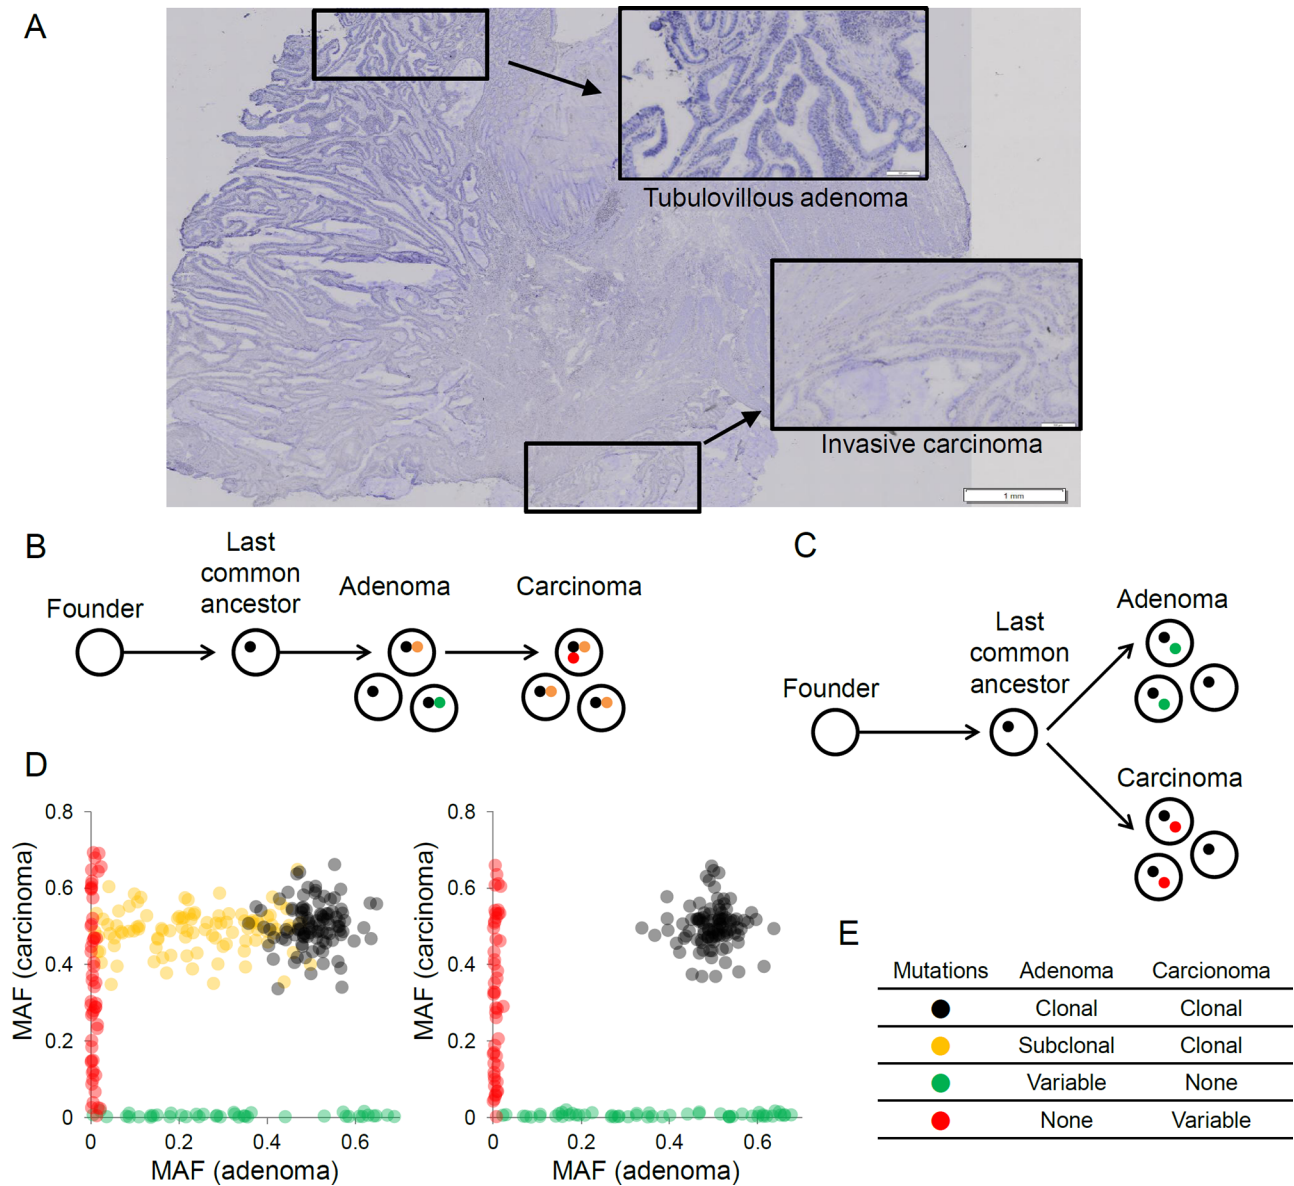 A
Tubulovillous adenoma
Invasive carcinoma
1 mm
B
Founder
Last
common
ancestor
Adenoma
Carcinoma
C
Founder
Last
common
ancestor
Adenoma
Carcinoma
D
MAF (carcinoma)
0.8
0.6
0.4
0.2
0
0
0.2
0.4
0.6
MAF (adenoma)
MAF (carcinoma)
0.8
0.6
0.4
0.2
0
0
0.2
0.4
0.6
MAF (adenoma)
E
Mutations Adenoma Carcionoma
Clonal Clonal
Subclonal Clonal
Variable None
None Variable